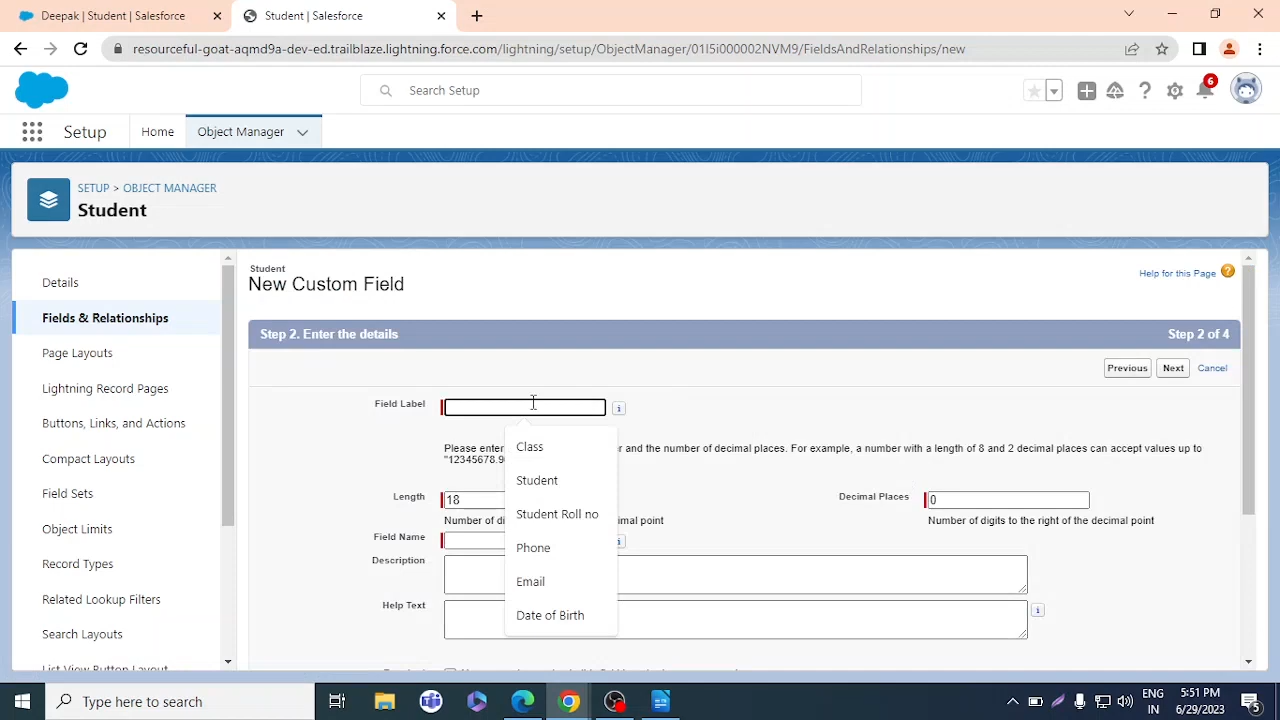 Deepak | Student | Salesforce
Student | Salesforce
resourceful-goat-aqmd9a-dev-ed.trailblaze.lightning.force.com/lightning/setup/ObjectManager/01I5i000002NVM9/FieldsAndRelationships/new
Search Setup
6
Setup
Home
Object Manager
SETUP > OBJECT MANAGER
Student
Details
Fields & Relationships
Page Layouts
Lightning Record Pages
Buttons, Links, and Actions
Compact Layouts
Field Sets
Object Limits
Record Types
Related Lookup Filters
Search Layouts
List View Button Layout
Student
New Custom Field
Help for this Page ?
Step 2. Enter the details
Step 2 of 4
Previous
Next
Cancel
Field Label
i
Please enter
r and the number of decimal places. For example, a number with a length of 8 and 2 decimal places can accept values up to
"12345678.9
Class
Student
Student Roll no
Phone
Email
Date of Birth
Length
18
Decimal Places
0
Number of di
imal point
Number of digits to the right of the decimal point
Field Name
i
Description
Help Text
i
Type here to search
ENG
IN
5:51 PM
6/29/2023
5